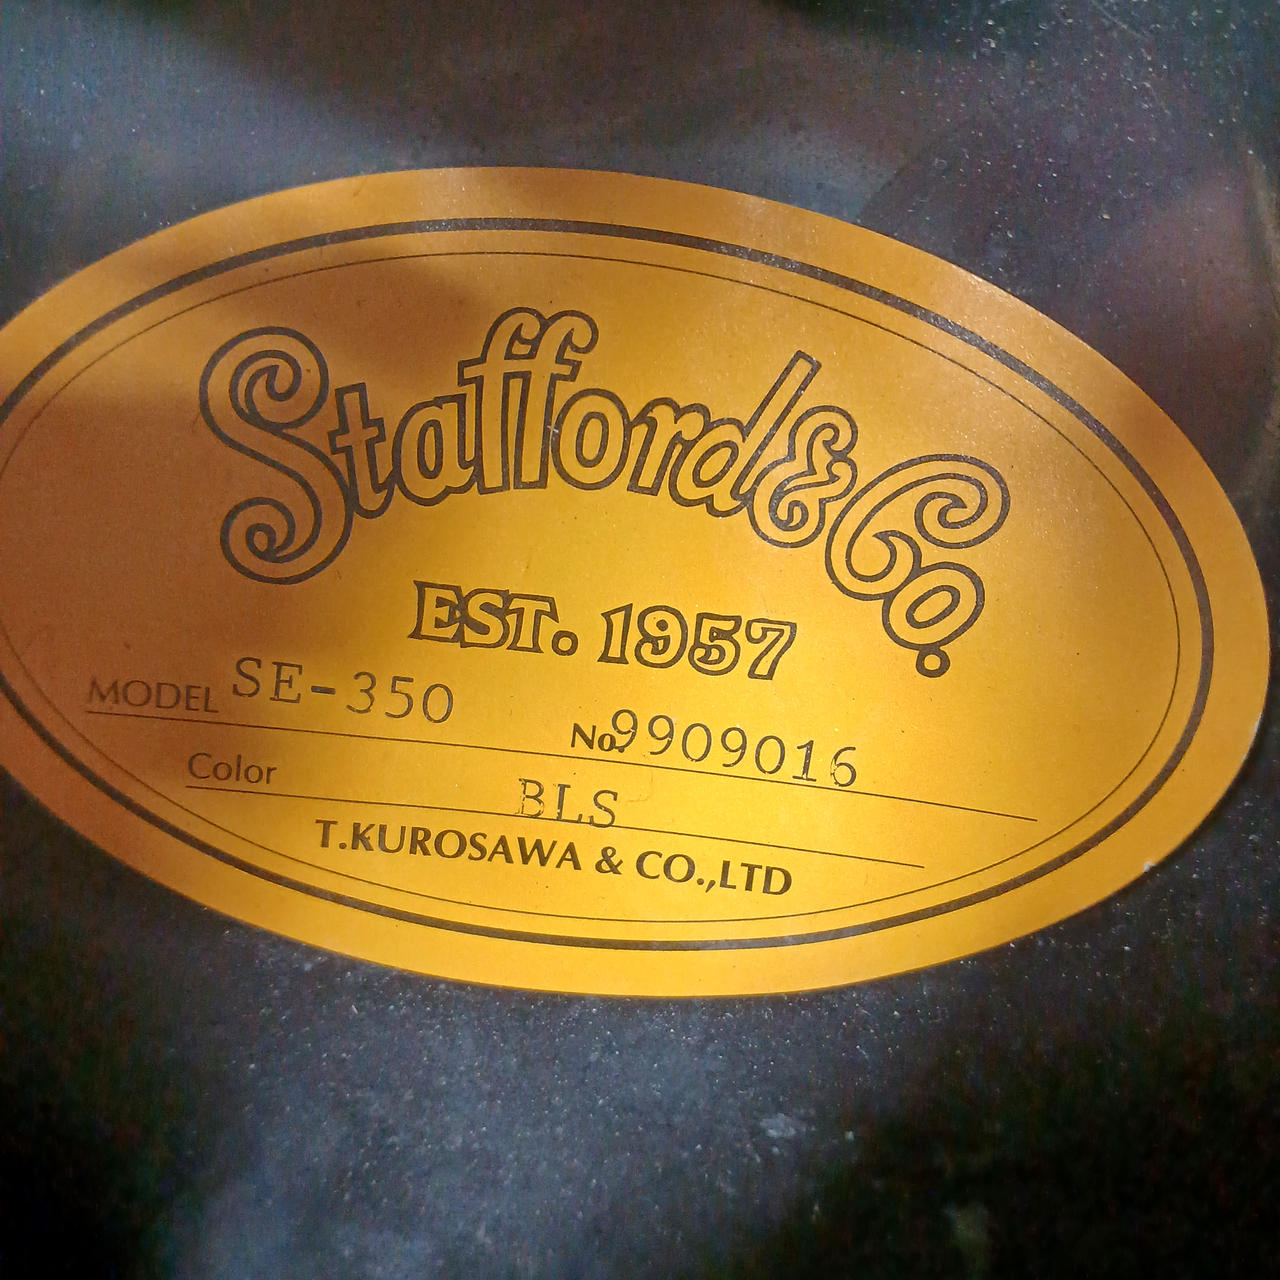 Stafford & Co.
EST. 1957
MODEL SE-350 No. 9909016
Color BLS
T.KUROSAWA & CO.,LTD